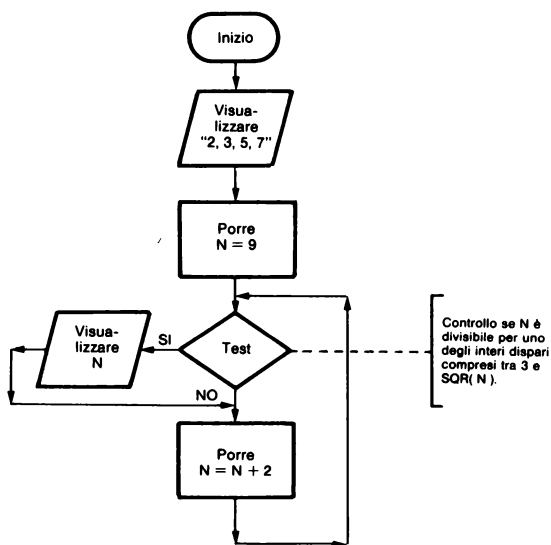 Inizio
Visua-
lizzare
"2, 3, 5, 7"
Porre
N = 9
Visua-
lizzare
N
SI
Test
NO
Controllo se N è
divisibile per uno
degli interi dispari
compresi tra 3 e
SQR( N ).
Porre
N = N + 2